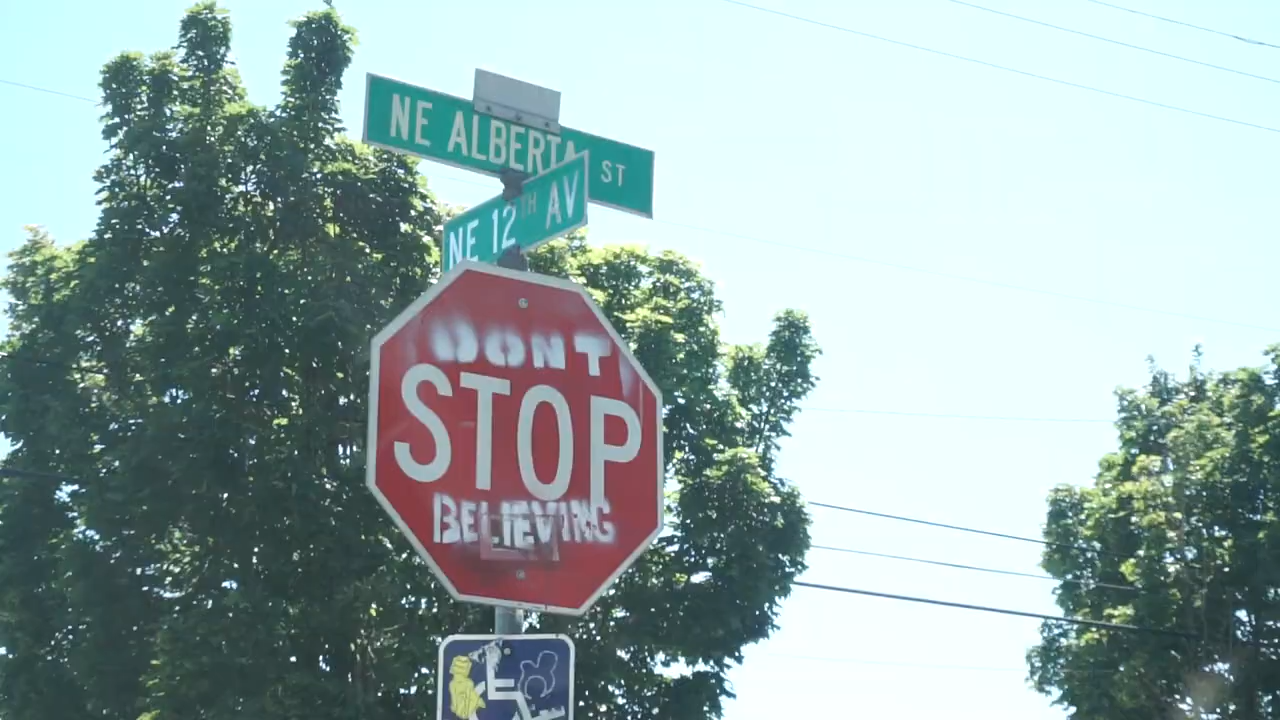 NE ALBERTA ST
NE 12TH AV
DONT
STOP
BELIEVING